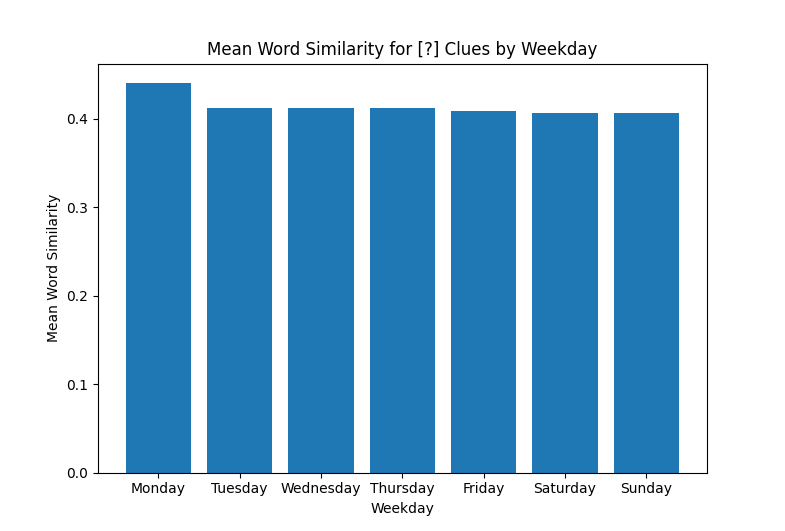 Mean Word Similarity for [?] Clues by Weekday
Mean Word Similarity
0.4
0.3
0.2
0.1
0.0
Monday Tuesday Wednesday Thursday Friday Saturday Sunday
Weekday